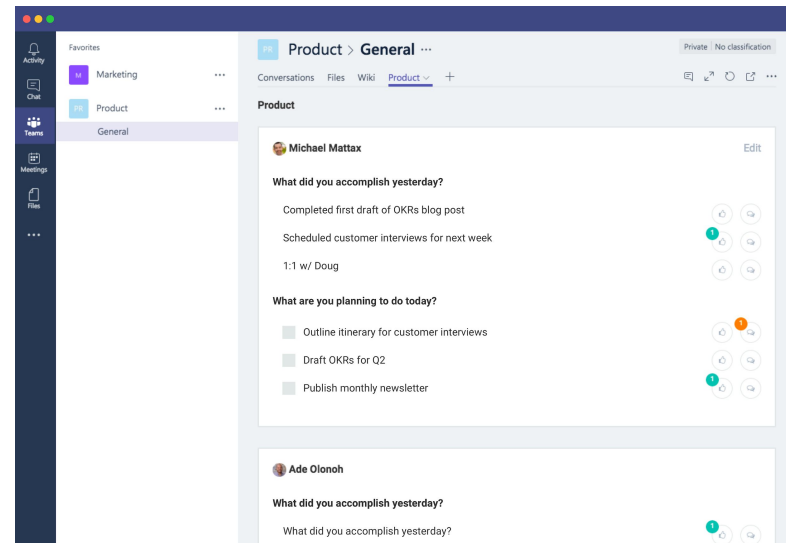 PR Product > General ···
Private | No classification
Activity
Chat
Teams
Meetings
Files
Favorites
M Marketing
PR Product
General
Conversations Files Wiki Product +
Product
Michael Mattax Edit
What did you accomplish yesterday?
Completed first draft of OKRs blog post
Scheduled customer interviews for next week
1
1:1 w/ Doug
What are you planning to do today?
Outline itinerary for customer interviews
1
Draft OKRs for Q2
Publish monthly newsletter
1
Ade Olonoh
What did you accomplish yesterday?
What did you accomplish yesterday?
1